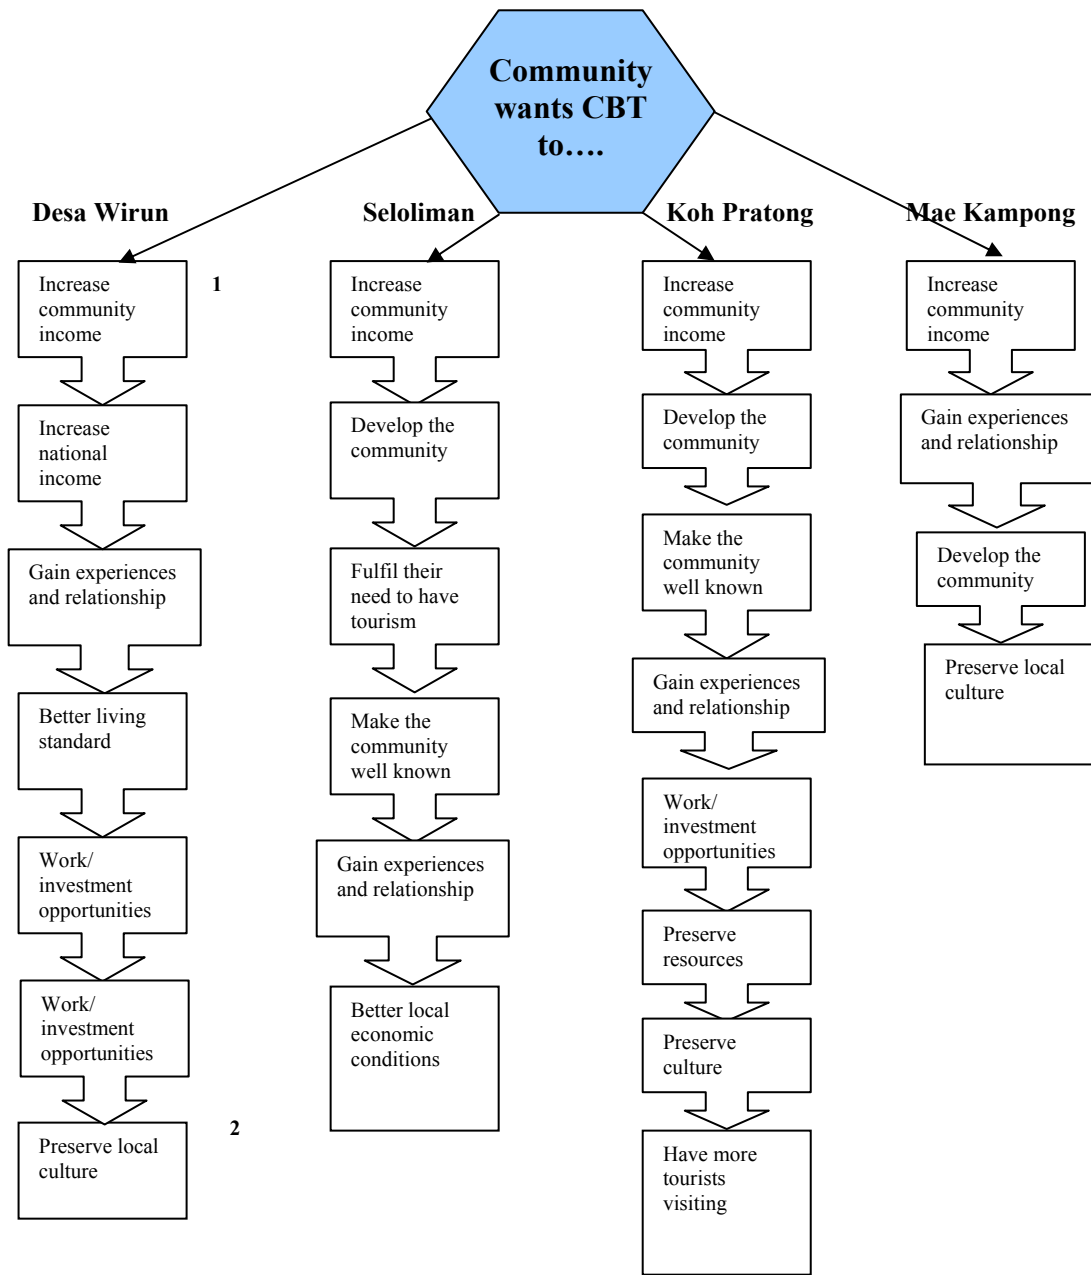 Community
wants CBT
to….
Desa Wirun
Seloliman
Koh Pratong
Mae Kampong
Increase
community
income
1
Increase
national
income
Gain experiences
and relationship
Better living
standard
Work/
investment
opportunities
Work/
investment
opportunities
Preserve local
culture
2
Increase
community
income
Develop the
community
Fulfil their
need to have
tourism
Make the
community
well known
Gain experiences
and relationship
Better local
economic
conditions
Increase
community
income
Develop the
community
Make the
community
well known
Gain experiences
and relationship
Work/
investment
opportunities
Preserve
resources
Preserve
culture
Have more
tourists
visiting
Increase
community
income
Gain experiences
and relationship
Develop the
community
Preserve local
culture